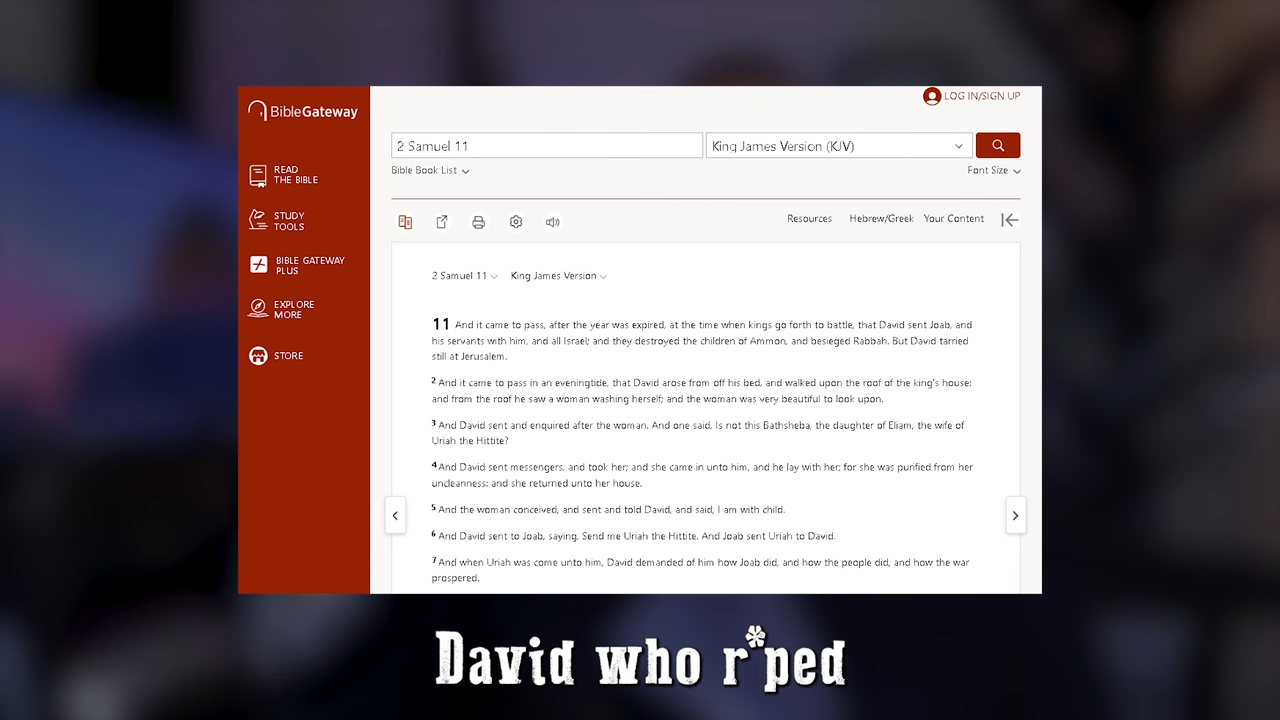 BibleGateway
LOG IN/SIGN UP
2 Samuel 11
King James Version (KJV)
Bible Book List
Font Size
READ
THE BIBLE
STUDY
TOOLS
BIBLE GATEWAY
PLUS
EXPLORE
MORE
STORE
Resources
Hebrew/Greek
Your Content
2 Samuel 11
King James Version
11 And it came to pass, after the year was expired, at the time when kings go forth to battle, that David sent Joab, and
his servants with him, and all Israel; and they destroyed the children of Ammon, and besieged Rabbah. But David tarried
still at Jerusalem.
2 And it came to pass in an eveningtide, that David arose from off his bed, and walked upon the roof of the king's house:
and from the roof he saw a woman washing herself; and the woman was very beautiful to look upon.
3 And David sent and enquired after the woman. And one said, Is not this Bathsheba, the daughter of Eliam, the wife of
Uriah the Hittite?
4 And David sent messengers, and took her; and she came in unto him, and he lay with her; for she was purified from her
uncleanness: and she returned unto her house.
5 And the woman conceived, and sent and told David, and said, I am with child.
6 And David sent to Joab, saying, Send me Uriah the Hittite. And Joab sent Uriah to David.
7 And when Uriah was come unto him, David demanded of him how Joab did, and how the people did, and how the war
prospered.
David who r*ped